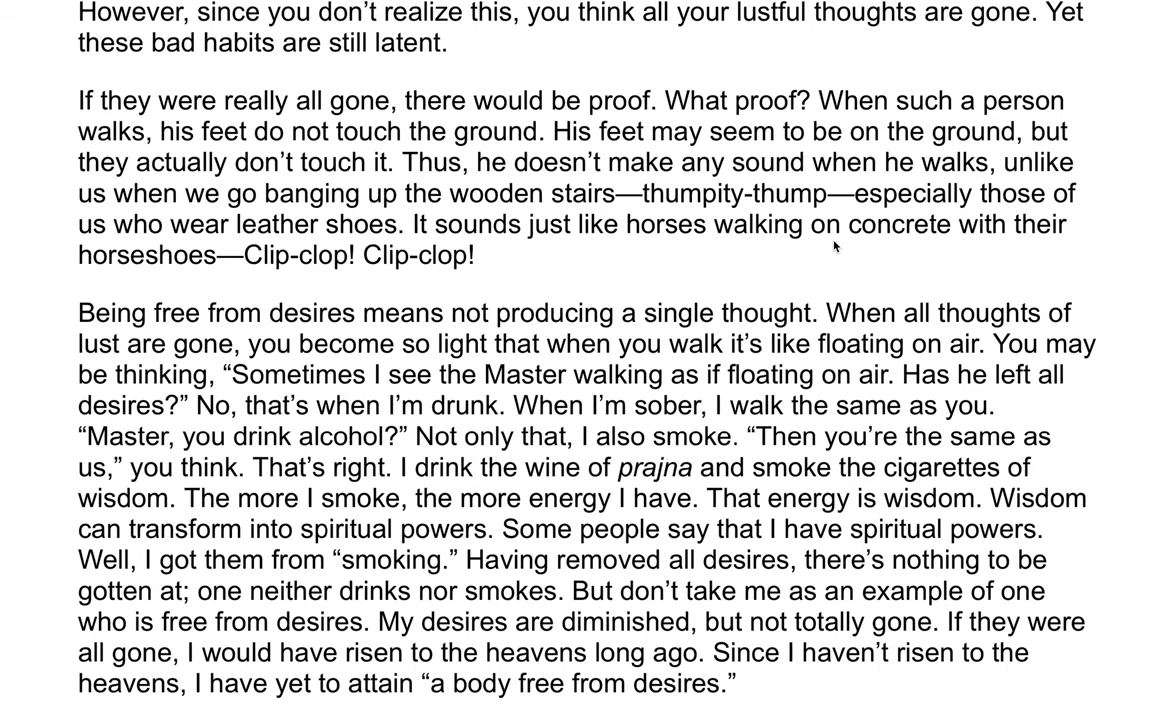 However, since you don’t realize this, you think all your lustful thoughts are gone. Yet
these bad habits are still latent.
If they were really all gone, there would be proof. What proof? When such a person
walks, his feet do not touch the ground. His feet may seem to be on the ground, but
they actually don’t touch it. Thus, he doesn’t make any sound when he walks, unlike
us when we go banging up the wooden stairs—thumpity-thump—especially those of
us who wear leather shoes. It sounds just like horses walking on concrete with their
horseshoes—Clip-clop! Clip-clop!
Being free from desires means not producing a single thought. When all thoughts of
lust are gone, you become so light that when you walk it’s like floating on air. You may
be thinking, “Sometimes I see the Master walking as if floating on air. Has he left all
desires?” No, that’s when I’m drunk. When I’m sober, I walk the same as you.
“Master, you drink alcohol?” Not only that, I also smoke. “Then you’re the same as
us,” you think. That’s right. I drink the wine of prajna and smoke the cigarettes of
wisdom. The more I smoke, the more energy I have. That energy is wisdom. Wisdom
can transform into spiritual powers. Some people say that I have spiritual powers.
Well, I got them from “smoking.” Having removed all desires, there’s nothing to be
gotten at; one neither drinks nor smokes. But don’t take me as an example of one
who is free from desires. My desires are diminished, but not totally gone. If they were
all gone, I would have risen to the heavens long ago. Since I haven’t risen to the
heavens, I have yet to attain “a body free from desires.”